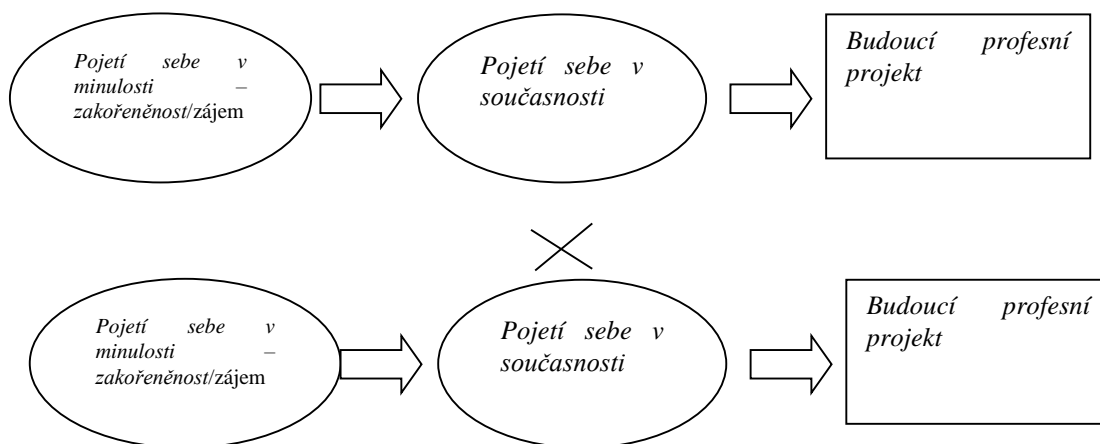 Pojetí sebe v
minulosti –
zakořeněnost/zájem
Pojetí sebe v
současnosti
Budoucí profesní
projekt
Pojetí sebe v
minulosti –
zakořeněnost/zájem
Pojetí sebe v
současnosti
Budoucí profesní
projekt